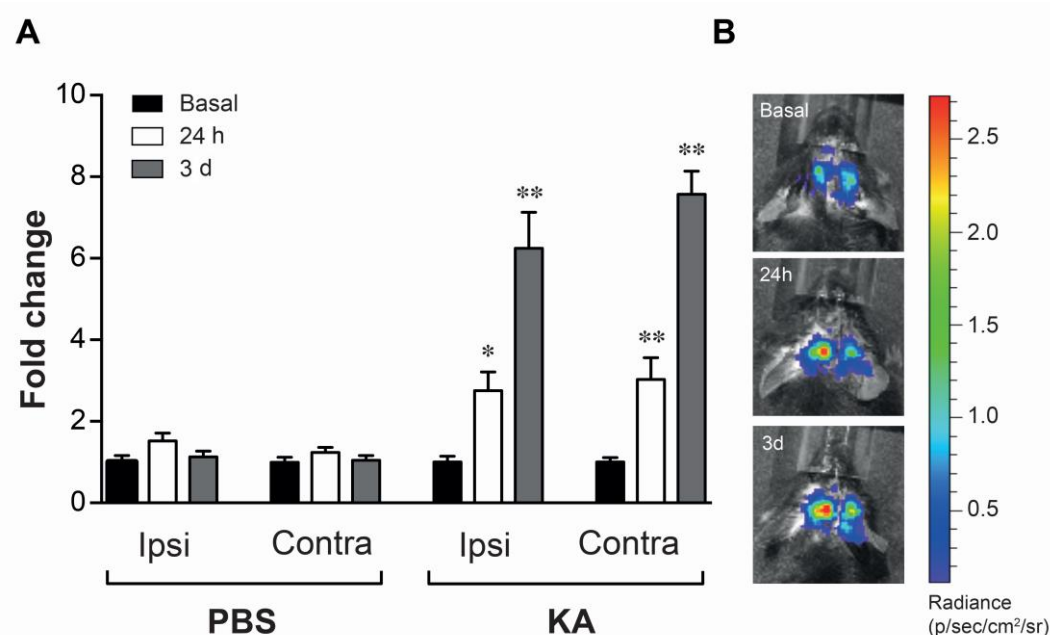 A
B
Basal
24 h
3 d
Fold change
10
8
6
4
2
0
*
**
**
**
Ipsi
Contra
Ipsi
Contra
PBS
KA
Basal
24h
3d
2.5
2.0
1.5
1.0
0.5
Radiance
(p/sec/cm²/sr)